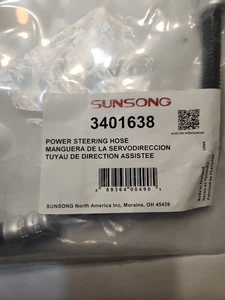 SUNSONG
3401638
POWER STEERING HOSE
MANGUERA DE LA SERVODIRECCION
TUYAU DE DIRECTION ASSISTEE
SUNSONG North America Inc, Moraine, OH 45439